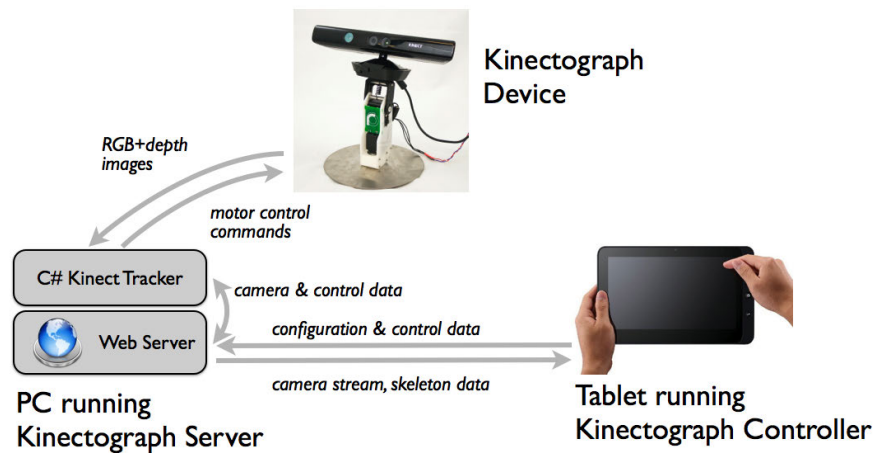 Kinectograph
Device
RGB+depth
images
motor control
commands
C# Kinect Tracker
camera & control data
Web Server
configuration & control data
camera stream, skeleton data
PC running
Kinectograph Server
Tablet running
Kinectograph Controller